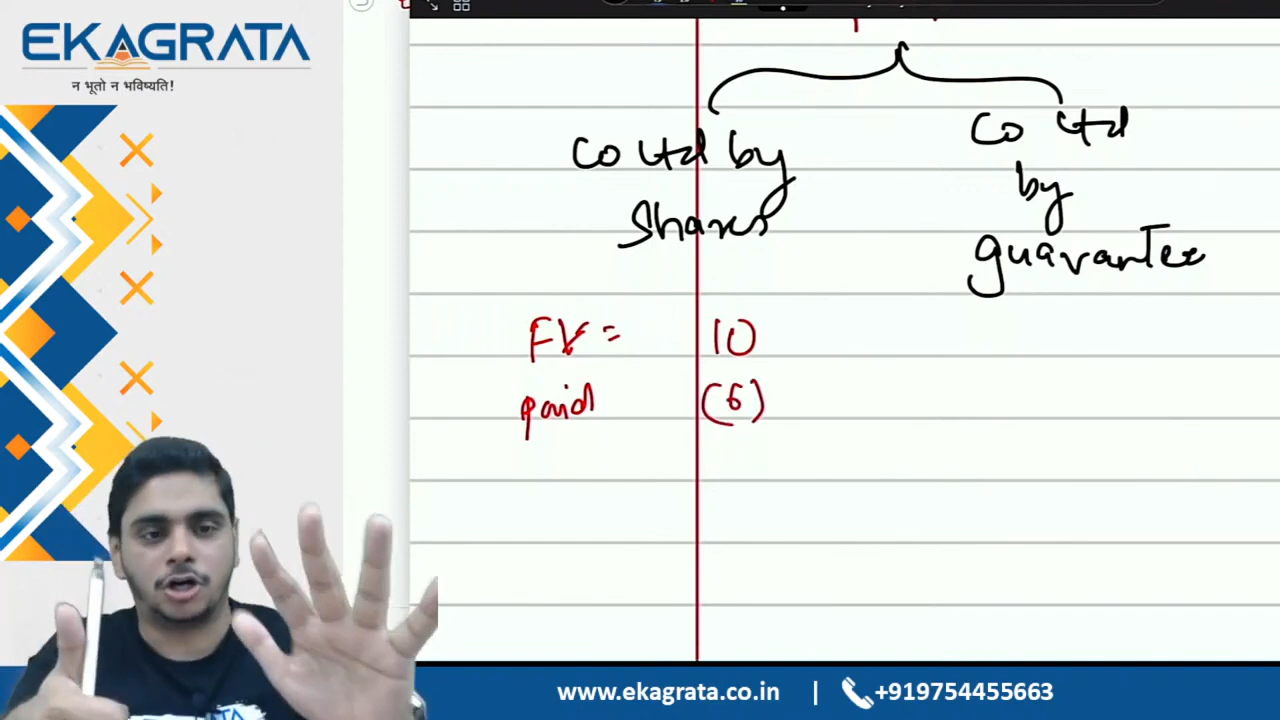 EKAGRATA
न भूतो न भविष्यति!
Co Ltd by
Shares
Co Ltd
by
guarantee
FV = 10
paid (6)
www.ekagrata.co.in | +919754455663